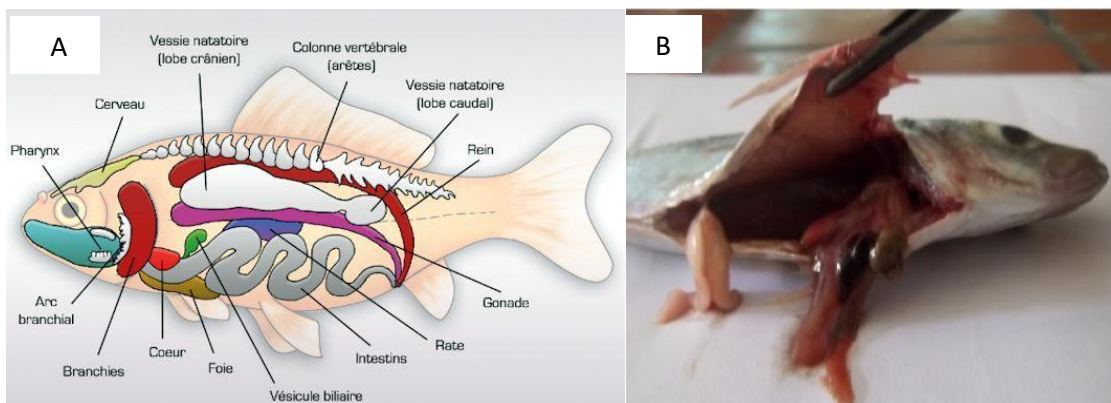 A
B
Vessie natatoire
(lobe crânien)
Colonne vertébrale
(arêtes)
Vessie natatoire
(lobe caudal)
Cerveau
Pharynx
Rein
Arc
branchial
Branchies
Coeur
Foie
Vésicule biliaire
Intestins
Rate
Gonade